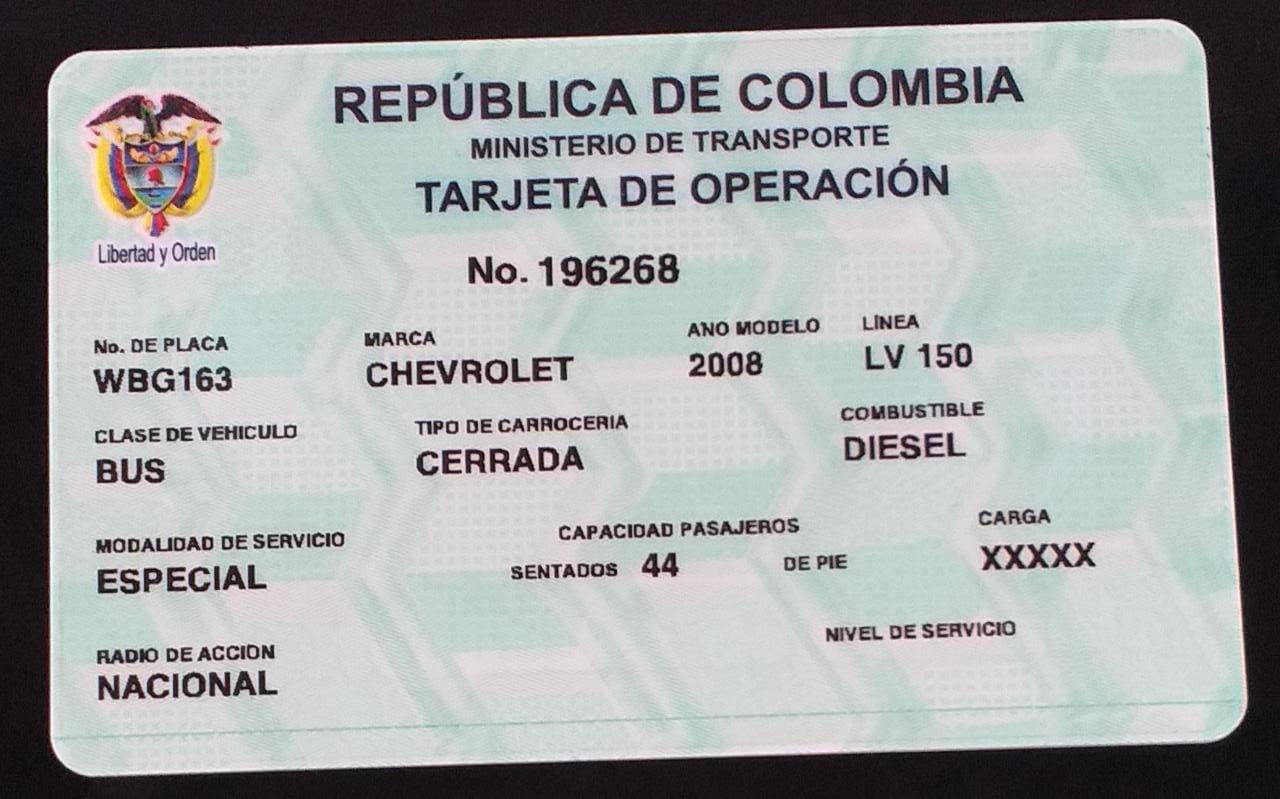 REPÚBLICA DE COLOMBIA
MINISTERIO DE TRANSPORTE
TARJETA DE OPERACIÓN
Libertad y Orden
No. 196268
No. DE PLACA MARCA ANO MODELO LINEA
WBG163 CHEVROLET 2008 LV 150
CLASE DE VEHICULO TIPO DE CARROCERIA COMBUSTIBLE
BUS CERRADA DIESEL
MODALIDAD DE SERVICIO CAPACIDAD PASAJEROS CARGA
ESPECIAL SENTADOS 44 DE PIE XXXXX
RADIO DE ACCION NIVEL DE SERVICIO
NACIONAL